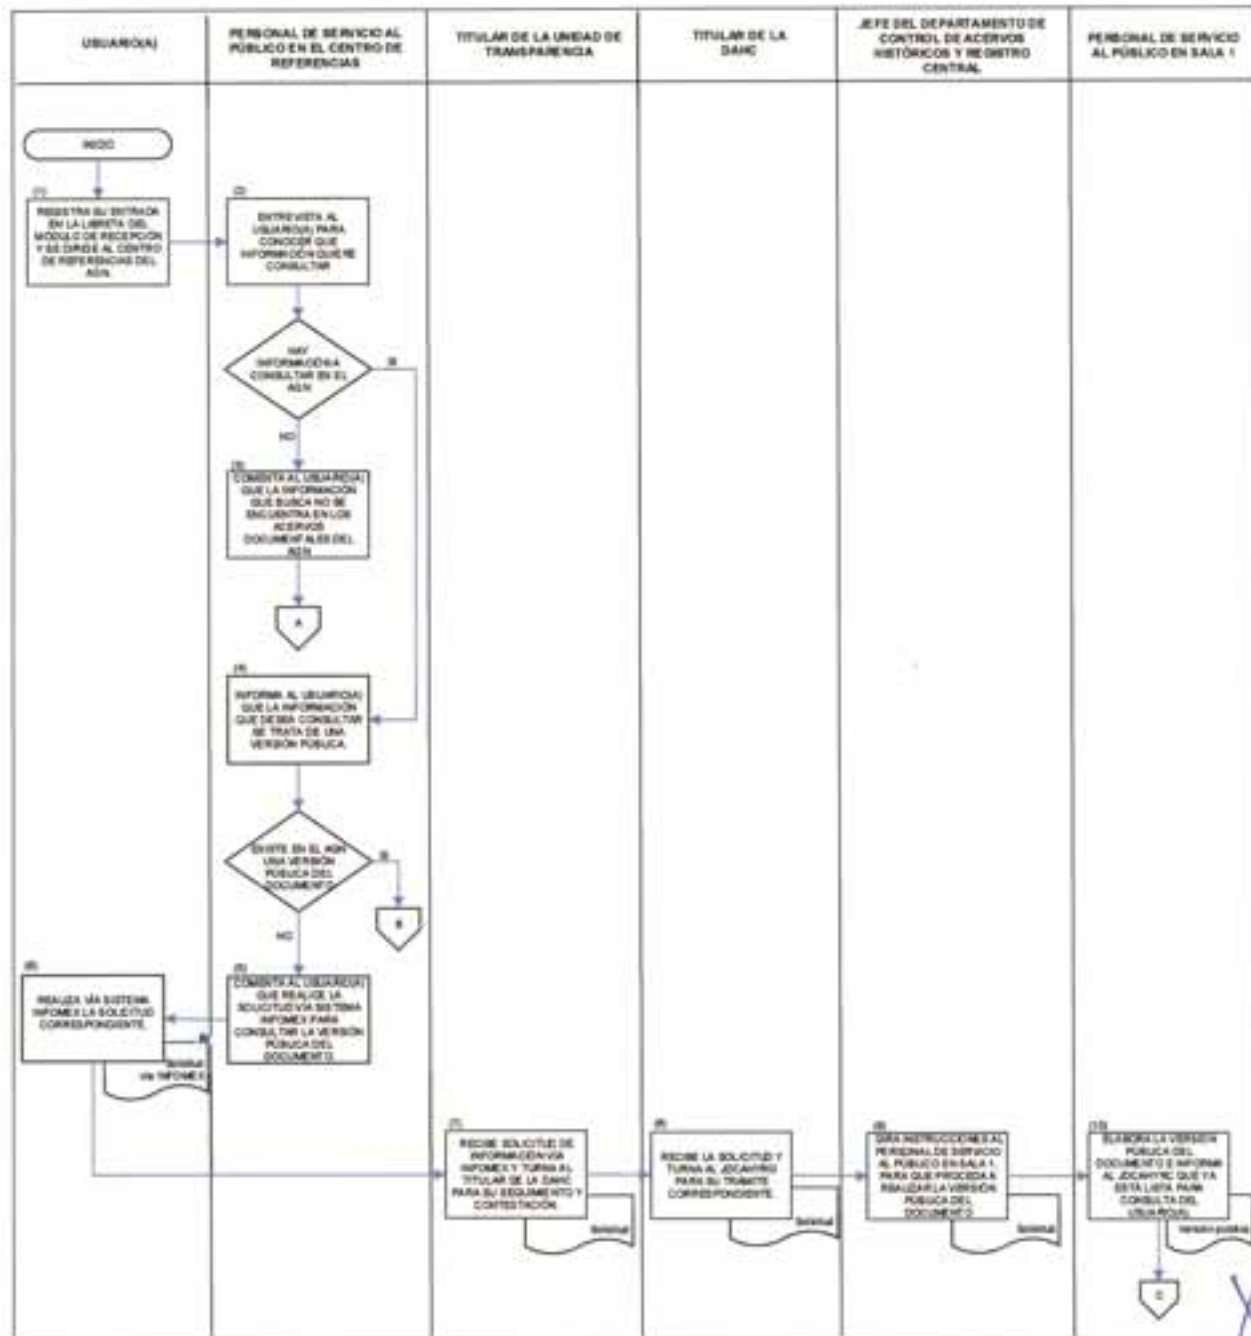 USUARIO(A)
PERSONAL DE SERVICIO AL
PÚBLICO EN EL CENTRO DE
REFERENCIAS
TITULAR DE LA UNIDAD DE
TRANSPARENCIA
TITULAR DE LA
DAHC
JEFE DEL DEPARTAMENTO DE
CONTROL DE ACERVOS
HISTÓRICOS Y REGISTRO
CENTRAL
PERSONAL DE SERVICIO
AL PÚBLICO EN SALA 1
INICIO
(1)
REGISTRA SU ENTRADA
EN LA LIBRETA DEL
MÓDULO DE RECEPCIÓN
Y SE DIRIGE AL CENTRO
DE REFERENCIAS DEL
AGN.
(2)
ENTREVISTA AL
USUARIO(A) PARA
CONOCER QUE
INFORMACIÓN QUIERE
CONSULTAR
HAY
INFORMACIÓN A
CONSULTAR EN EL
AGN
SI
NO
(3)
COMENTA AL USUARIO(A)
QUE LA INFORMACIÓN
QUE BUSCA NO SE
ENCUENTRA EN LOS
ACERVOS
DOCUMENTALES DEL
AGN
A
(4)
INFORMA AL USUARIO(A)
QUE LA INFORMACIÓN
QUE DESEA CONSULTAR
SE TRATA DE UNA
VERSIÓN PÚBLICA.
EXISTE EN EL AGN
UNA VERSIÓN
PÚBLICA DEL
DOCUMENTO
SI
B
NO
(5)
COMENTA AL USUARIO(A)
QUE REALICE LA
SOLICITUD VÍA SISTEMA
INFOMEX PARA
CONSULTAR LA VERSIÓN
PÚBLICA DEL
DOCUMENTO
(6)
REALIZA VÍA SISTEMA
INFOMEX LA SOLICITUD
CORRESPONDIENTE.
Solicitud
vía INFOMEX
(7)
RECIBE SOLICITUD DE
INFORMACIÓN VÍA
INFOMEX Y TURNA AL
TITULAR DE LA DAHC
PARA SU SEGUIMIENTO Y
CONTESTACIÓN.
Solicitud
(8)
RECIBE LA SOLICITUD Y
TURNA AL JDCAHYRC
PARA SU TRÁMITE
CORRESPONDIENTE.
Solicitud
(9)
GIRA INSTRUCCIONES AL
PERSONAL DE SERVICIO
AL PÚBLICO EN SALA 1,
PARA QUE PROCEDA A
REALIZAR LA VERSIÓN
PÚBLICA DEL
DOCUMENTO
Solicitud
(10)
ELABORA LA VERSIÓN
PÚBLICA DEL
DOCUMENTO E INFORMA
AL JDCAHYRC QUE YA
ESTÁ LISTA PARA
CONSULTA DEL
USUARIO(A).
Versión pública
C